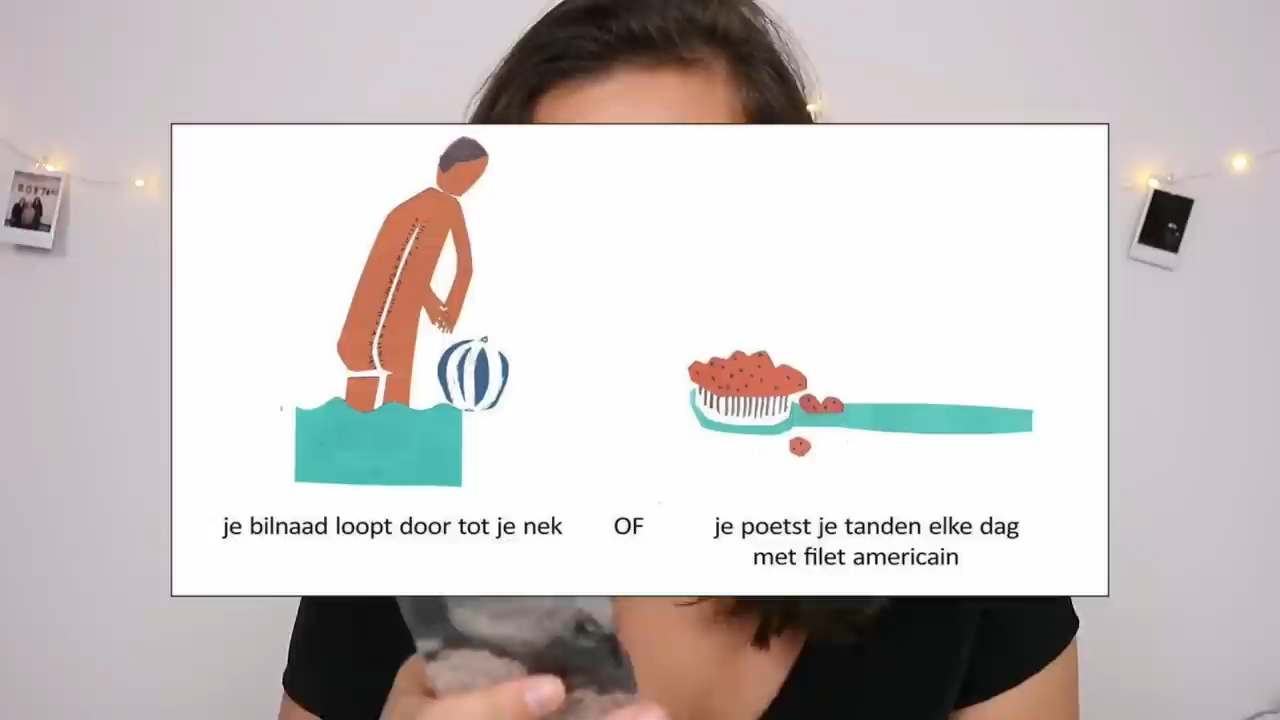 je bilnaad loopt door tot je nek
OF
je poetst je tanden elke dag
met filet americain